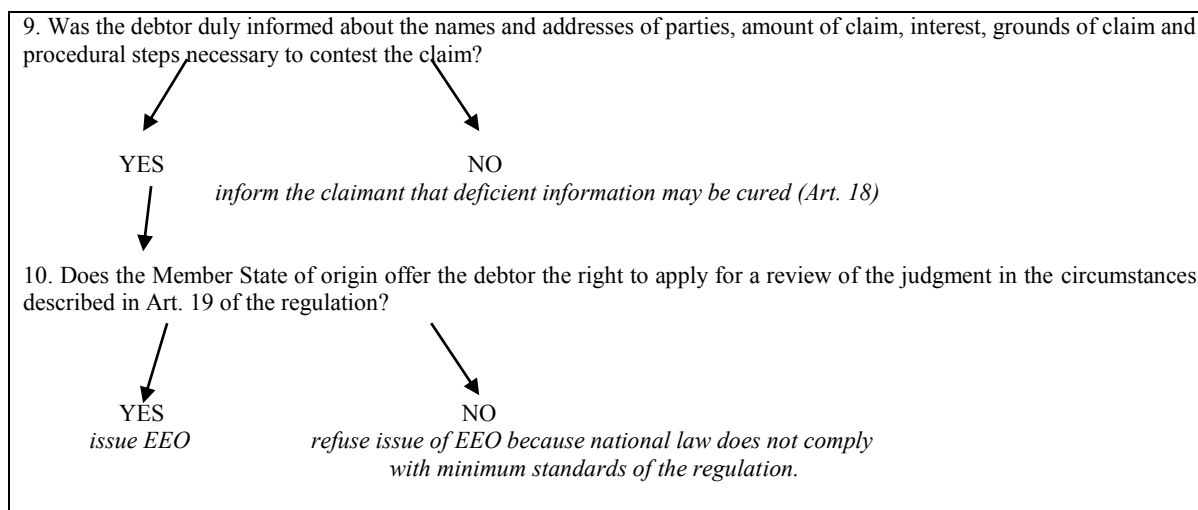 9. Was the debtor duly informed about the names and addresses of parties, amount of claim, interest, grounds of claim and
procedural steps necessary to contest the claim?
YES NO
inform the claimant that deficient information may be cured (Art. 18)
10. Does the Member State of origin offer the debtor the right to apply for a review of the judgment in the circumstances
described in Art. 19 of the regulation?
YES NO
issue EEO refuse issue of EEO because national law does not comply
with minimum standards of the regulation.